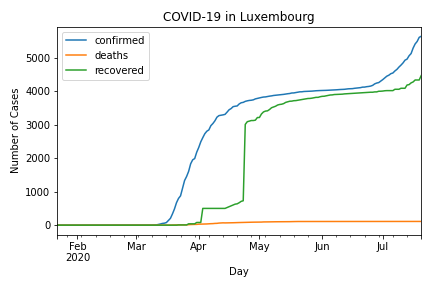 COVID-19 in Luxembourg
confirmed
deaths
recovered
Number of Cases
5000
4000
3000
2000
1000
0
Feb Mar Apr May Jun Jul
2020
Day